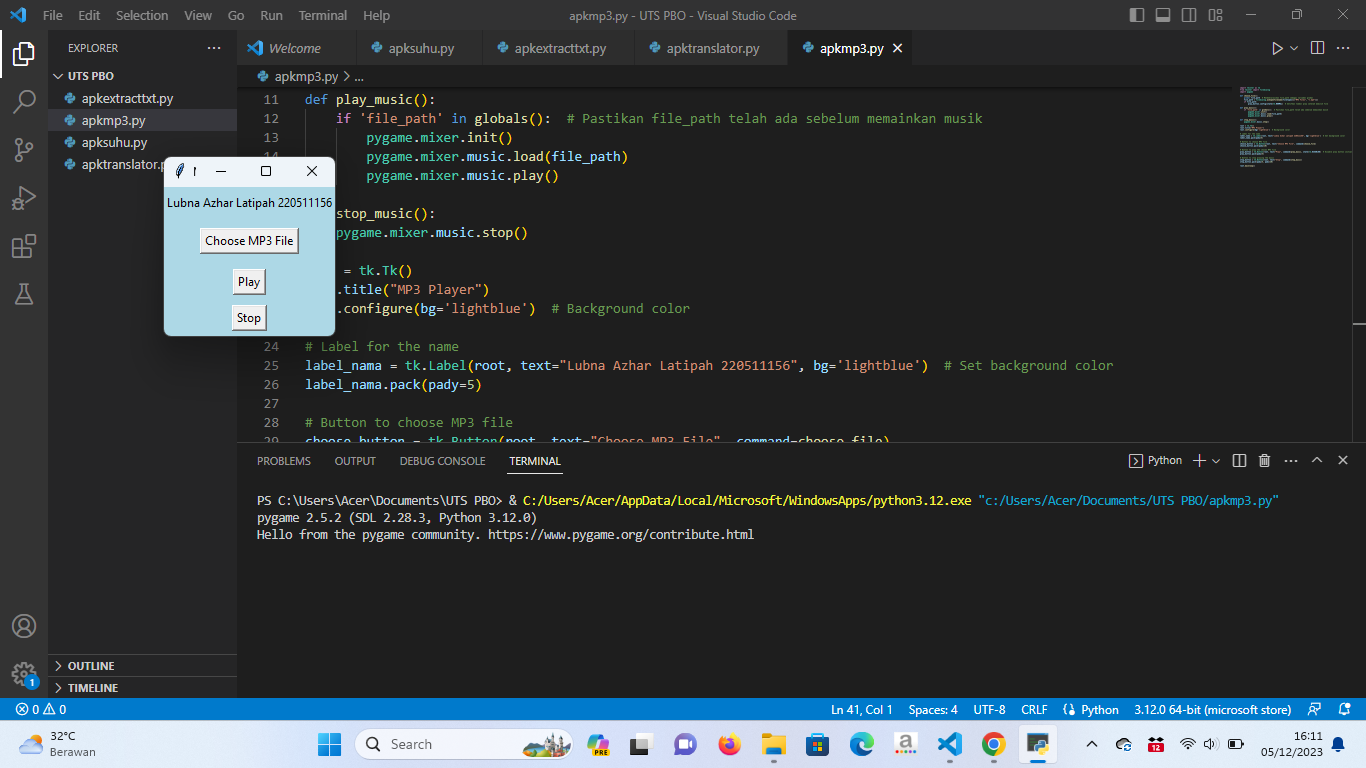 File Edit Selection View Go Run Terminal Help
apkmp3.py - UTS PBO - Visual Studio Code
EXPLORER
UTS PBO
apkextracttxt.py
apkmp3.py
apksuhu.py
apktranslator.p
Welcome
apksuhu.py
apkextracttxt.py
apktranslator.py
apkmp3.py
apkmp3.py > ...
11 def play_music():
12 if 'file_path' in globals():  # Pastikan file_path telah ada sebelum memainkan musik
13 pygame.mixer.init()
14 pygame.mixer.music.load(file_path)
pygame.mixer.music.play()
stop_music():
pygame.mixer.music.stop()
= tk.Tk()
.title("MP3 Player")
.configure(bg='lightblue')  # Background color
24 # Label for the name
25 label_nama = tk.Label(root, text="Lubna Azhar Latipah 220511156", bg='lightblue')  # Set background color
26 label_nama.pack(pady=5)
27
28 # Button to choose MP3 file
29 choose_button = tk.Button(root, text="Choose MP3 File", command=choose_file)
Lubna Azhar Latipah 220511156
Choose MP3 File
Play
Stop
PROBLEMS OUTPUT DEBUG CONSOLE TERMINAL
Python
PS C:\Users\Acer\Documents\UTS PBO> & C:/Users/Acer/AppData/Local/Microsoft/WindowsApps/python3.12.exe "c:/Users/Acer/Documents/UTS PBO/apkmp3.py"
pygame 2.5.2 (SDL 2.28.3, Python 3.12.0)
Hello from the pygame community. https://www.pygame.org/contribute.html
OUTLINE
TIMELINE
1
0 0
Ln 41, Col 1 Spaces: 4 UTF-8 CRLF Python 3.12.0 64-bit (microsoft store)
32°C
Berawan
Search
PRE
a
12
16:11
05/12/2023